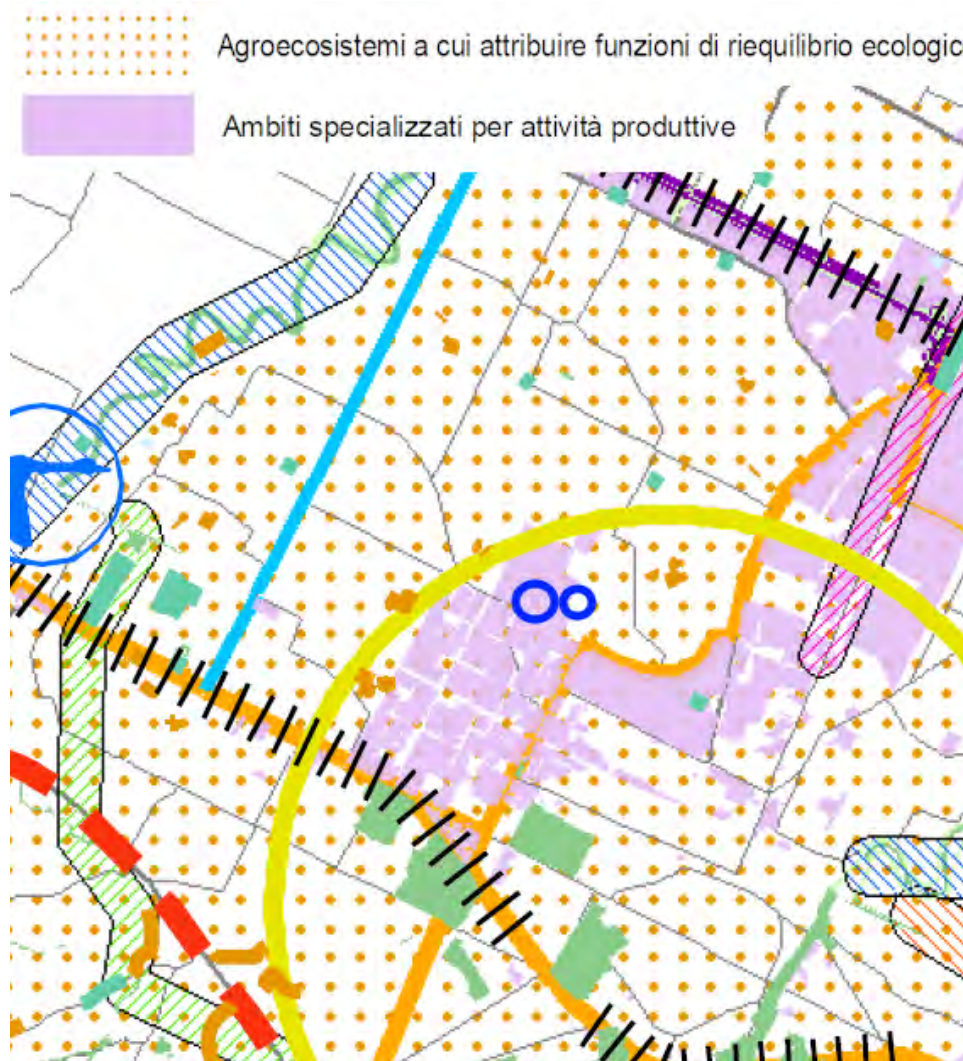 Agroecosistemi a cui attribuire funzioni di riequilibrio ecologic
Ambiti specializzati per attività produttive